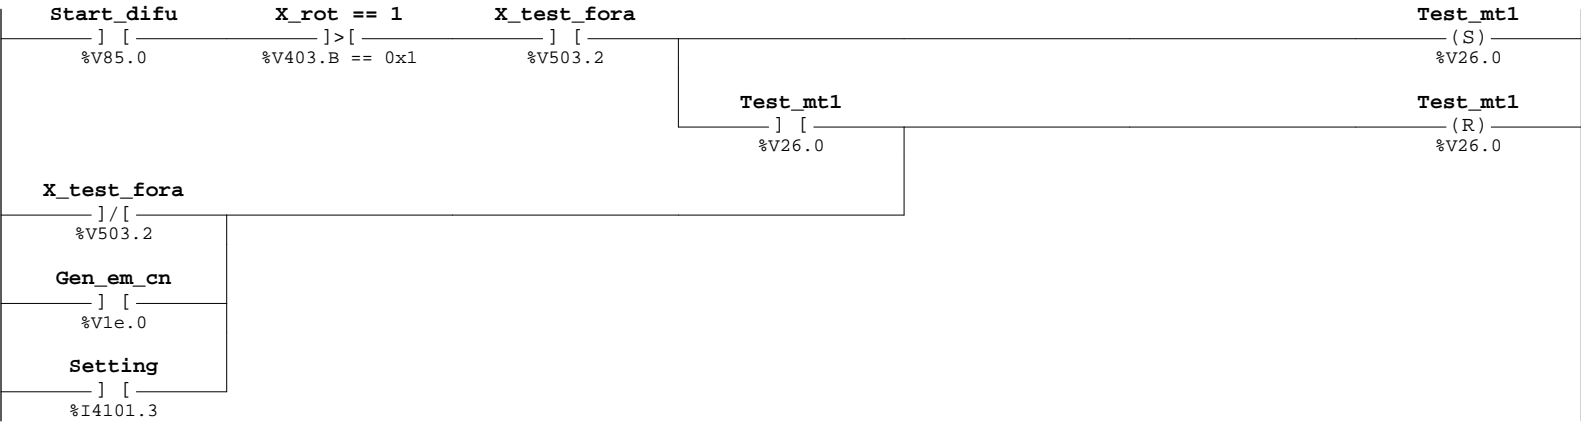 Start_difu X_rot == 1 X_test_fora Test_mt1
] [ ]>[ ] [ (S)
%V85.0 %V403.B == 0x1 %V503.2 %V26.0
Test_mt1 Test_mt1
] [ (R)
%V26.0 %V26.0
X_test_fora
]/[
%V503.2
Gen_em_cn
] [
%V1e.0
Setting
] [
%I4101.3